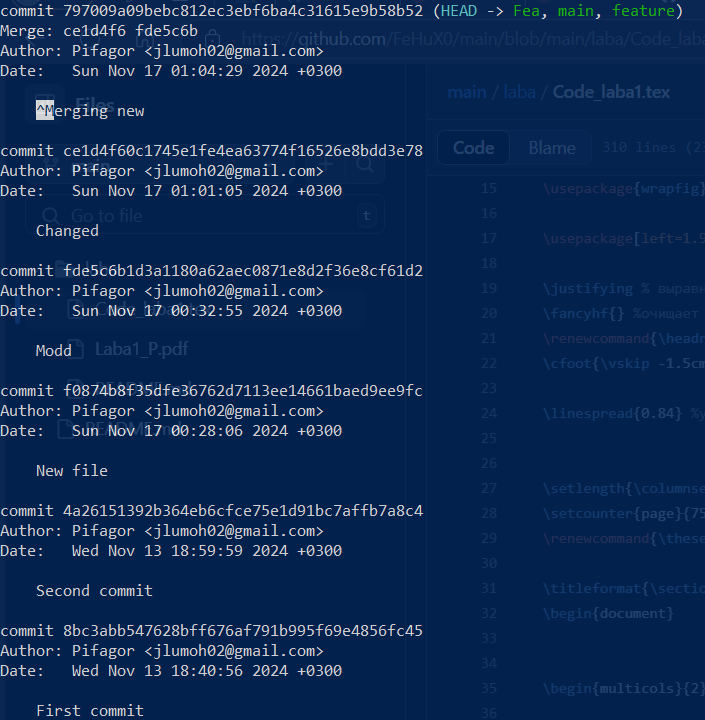 commit 797009a09bebc812ec3ebf6ba4c31615e9b58b52 (HEAD -> Fea, main, feature)
Merge: ce1d4f6 fde5c6b
Author: Pifagor <jlumoh02@gmail.com>
Date:   Sun Nov 17 01:04:29 2024 +0300
^Merging new
commit ce1d4f60c1745e1fe4ea63774f16526e8bdd3e78
Author: Pifagor <jlumoh02@gmail.com>
Date:   Sun Nov 17 01:01:05 2024 +0300
Changed
commit fde5c6b1d3a1180a62aec0871e8d2f36e8cf61d2
Author: Pifagor <jlumoh02@gmail.com>
Date:   Sun Nov 17 00:32:55 2024 +0300
Modd
commit f0874b8f35dfe36762d7113ee14661baed9ee9fc
Author: Pifagor <jlumoh02@gmail.com>
Date:   Sun Nov 17 00:28:06 2024 +0300
New file
commit 4a26151392b364eb6cfce75e1d91bc7affb7a8c4
Author: Pifagor <jlumoh02@gmail.com>
Date:   Wed Nov 13 18:59:59 2024 +0300
Second commit
commit 8bc3abb547628bff676af791b995f69e4856fc45
Author: Pifagor <jlumoh02@gmail.com>
Date:   Wed Nov 13 18:40:56 2024 +0300
First commit
https://github.com/FeHuX0/main/blob/main/laba/Code_lab
Files
Go to file
t
Laba1_P.pdf
README.md
main / laba / Code_laba1.tex
Code
Blame
310 lines
15 \usepackage{wrapfig}
16
17 \usepackage[left=1.9
18
19 \justifying % вырав
20 \fancyhf{} %очищает
21 \renewcommand{\headr
22 \cfoot{\vskip -1.5cm
23
24 \linespread{0.84} %у
25
26
27 \setlength{\columnse
28 \setcounter{page}{75
29 \renewcommand{\these
30
31 \titleformat{\sectio
32 \begin{document}
33
34
35 \begin{multicols}{2}
36